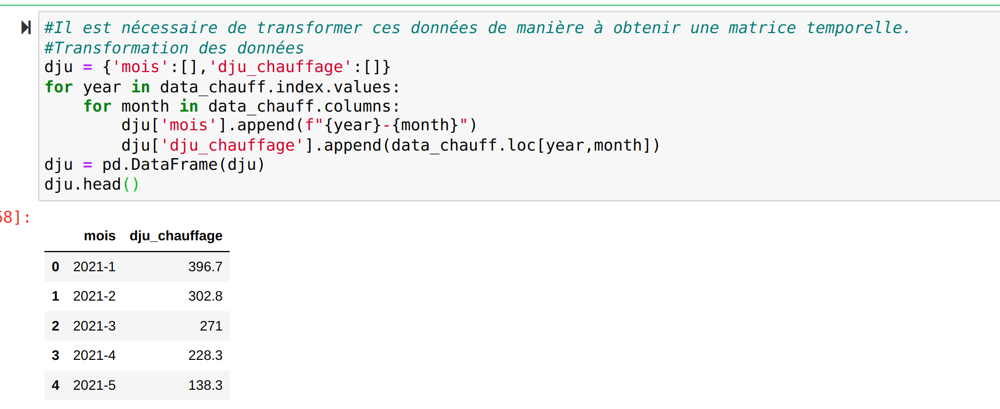 #Il est nécessaire de transformer ces données de manière à obtenir une matrice temporelle.
#Transformation des données
dju = {'mois':[],'dju_chauffage':[]}
for year in data_chauff.index.values:
    for month in data_chauff.columns:
        dju['mois'].append(f"{year}-{month}")
        dju['dju_chauffage'].append(data_chauff.loc[year,month])
dju = pd.DataFrame(dju)
dju.head()
8]:
mois dju_chauffage
0 2021-1 396.7
1 2021-2 302.8
2 2021-3 271
3 2021-4 228.3
4 2021-5 138.3